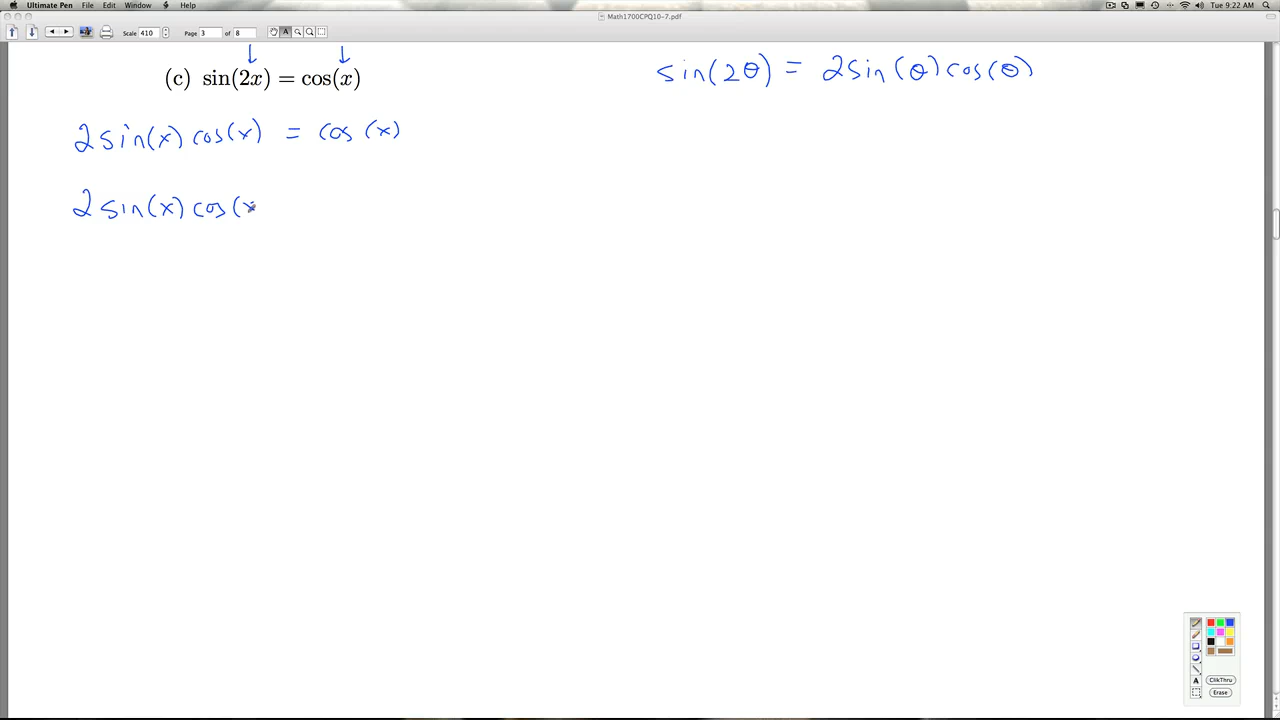 Ultimate Pen File Edit Window Help Tue 9:22 AM
Math1700CPQ10-7.pdf
Scale 410 Page 3 of 8
(c) sin(2x) = cos(x)
sin(2θ) = 2sin(θ)cos(θ)
2sin(x)cos(x) = cos(x)
2sin(x)cos(x
A
ClikThru
Erase